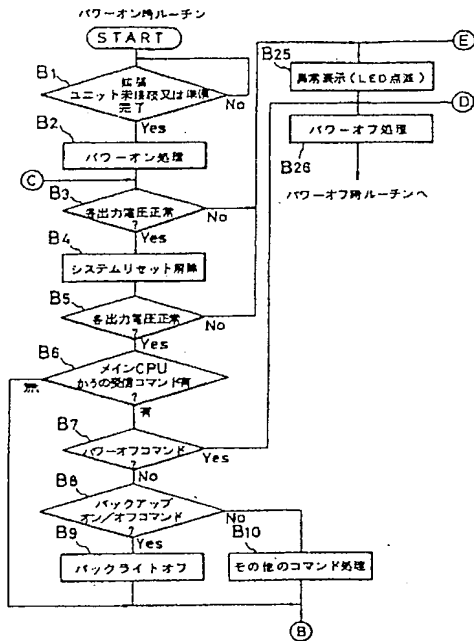 パワーオン時ルーチン
START
B1
拡張
ユニット未接続又は準備
完了
No
Yes
B2
パワーオン処理
C
B3
各出力電圧正常
?
No
Yes
B4
システムリセット解除
B5
各出力電圧正常
?
No
Yes
B6
メインCPU
からの受信コマンド有
?
無
有
B7
パワーオフコマンド
?
Yes
No
B8
バックアップ
オン/オフコマンド
?
No
Yes
B9
バックライトオフ
B10
その他のコマンド処理
B
E
B25
異常表示(LED点滅)
D
パワーオフ処理
B26
パワーオフ時ルーチンへ